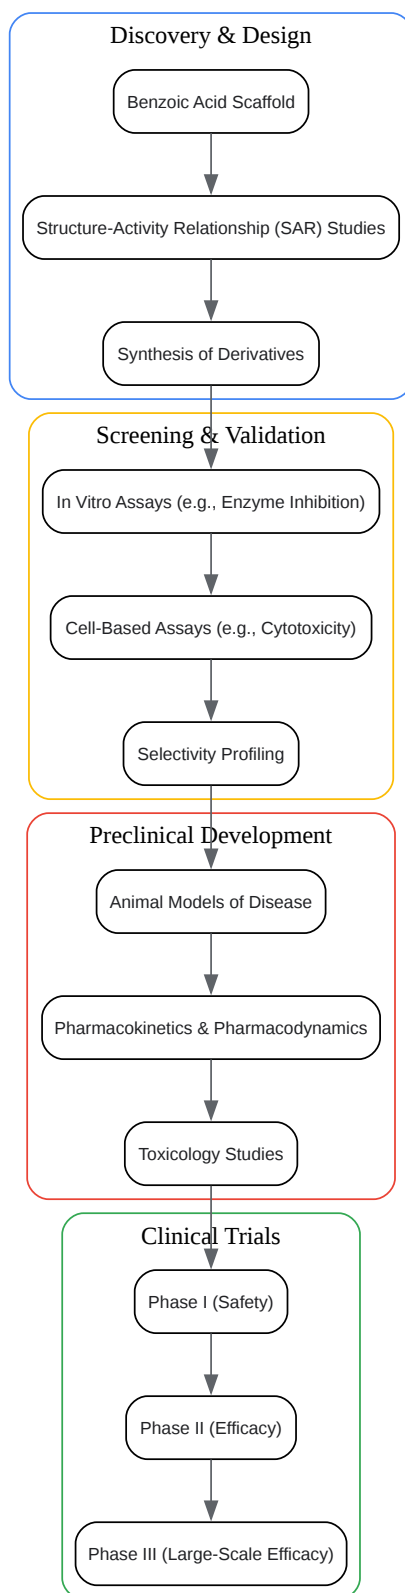 Discovery & Design
Benzoic Acid Scaffold
Structure-Activity Relationship (SAR) Studies
Synthesis of Derivatives
Screening & Validation
In Vitro Assays (e.g., Enzyme Inhibition)
Cell-Based Assays (e.g., Cytotoxicity)
Selectivity Profiling
Preclinical Development
Animal Models of Disease
Pharmacokinetics & Pharmacodynamics
Toxicology Studies
Clinical Trials
Phase I (Safety)
Phase II (Efficacy)
Phase III (Large-Scale Efficacy)